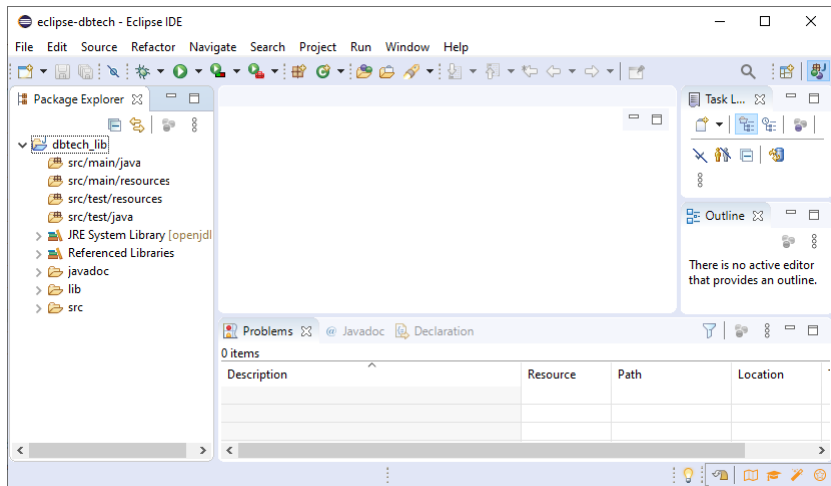 eclipse-dbtech - Eclipse IDE
File Edit Source Refactor Navigate Search Project Run Window Help
Package Explorer
dbtech_lib
src/main/java
src/main/resources
src/test/resources
src/test/java
JRE System Library [openjdl
Referenced Libraries
javadoc
lib
src
Task L...
Outline
There is no active editor
that provides an outline.
Problems @ Javadoc Declaration
0 items
Description Resource Path Location